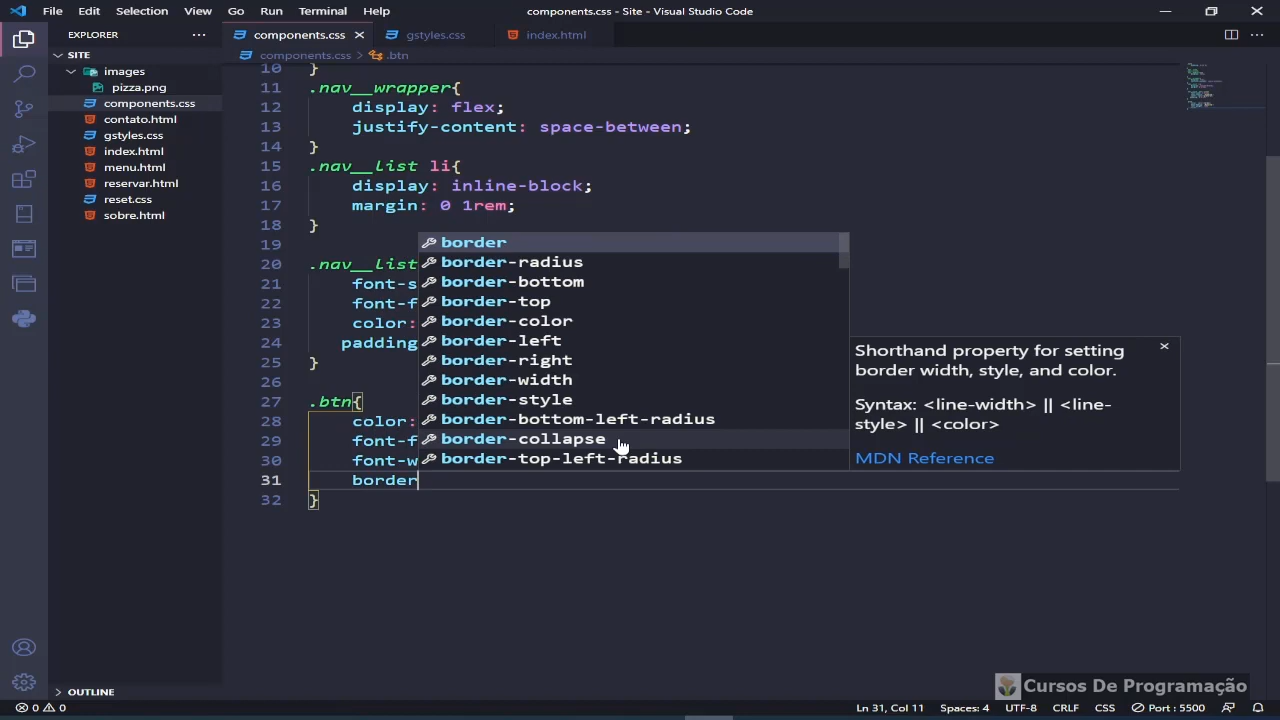 File Edit Selection View Go Run Terminal Help
components.css - Site - Visual Studio Code
EXPLORER
SITE
images
pizza.png
components.css
contato.html
gstyles.css
index.html
menu.html
reservar.html
reset.css
sobre.html
OUTLINE
components.css gstyles.css index.html
components.css > .btn
10 }
11 .nav__wrapper{
12 display: flex;
13 justify-content: space-between;
14 }
15 .nav__List li{
16 display: inline-block;
17 margin: 0 1rem;
18 }
19
20 .nav__List
21 font-s
22 font-f
23 color:
24 padding
25 }
26
27 .btn{
28 color:
29 font-f
30 font-w
31 border
32 }
border
border-radius
border-bottom
border-top
border-color
border-left
border-right
border-width
border-style
border-bottom-left-radius
border-collapse
border-top-left-radius
Shorthand property for setting
border width, style, and color.
Syntax: <line-width> || <line-
style> || <color>
MDN Reference
Cursos De Programação
0 0
Ln 31, Col 11 Spaces: 4 UTF-8 CRLF CSS Port : 5500